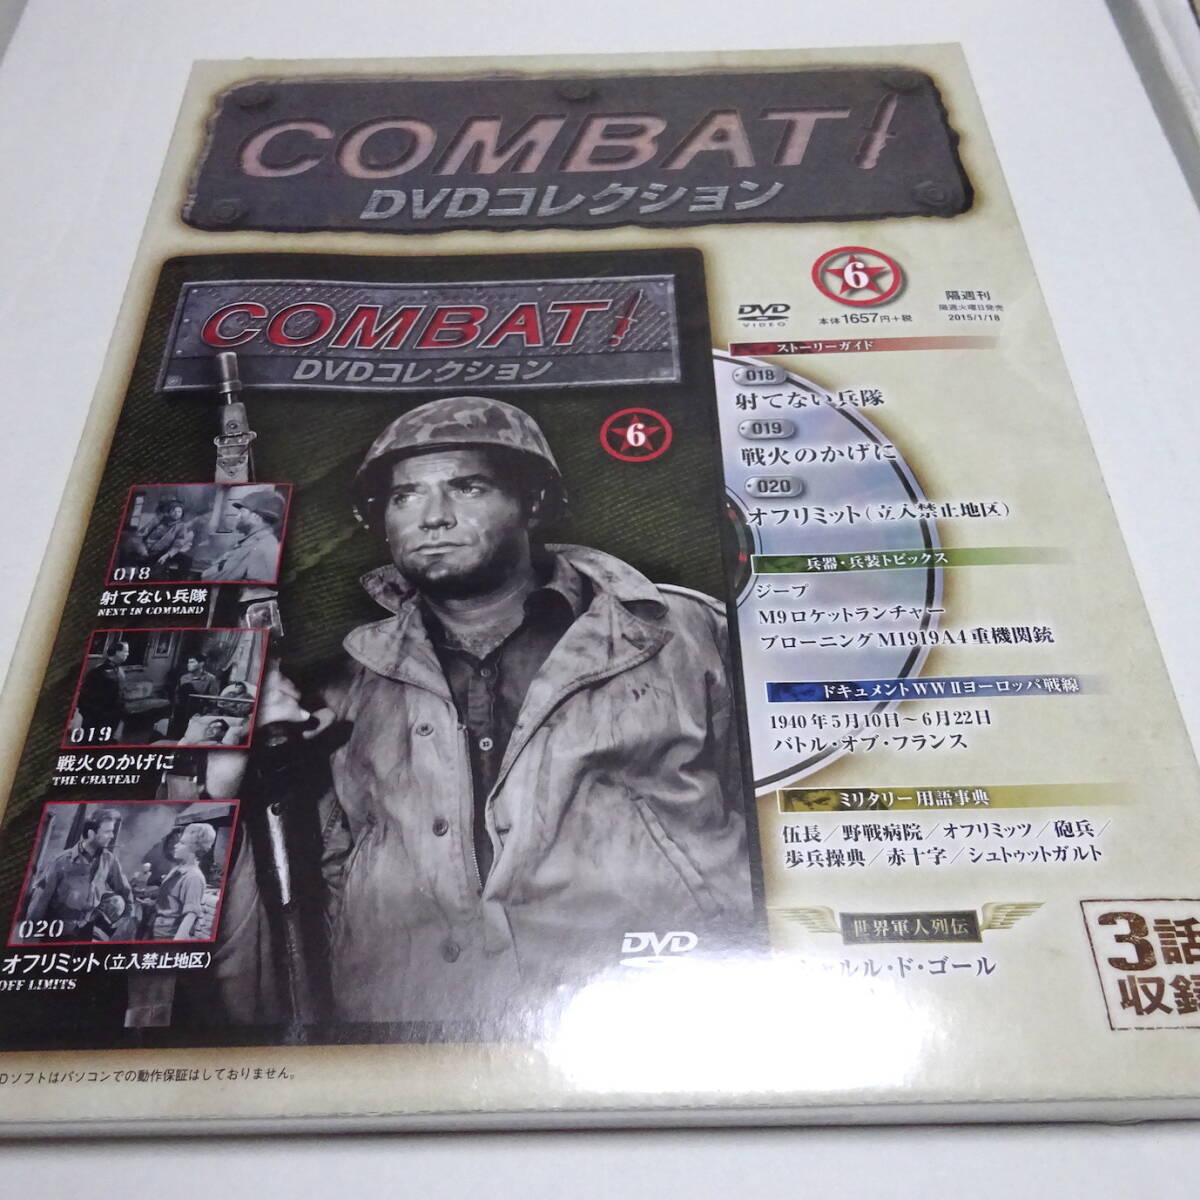 COMBAT!
DVDコレクション
COMBAT!
DVDコレクション
6
018
射てない兵隊
NEXT IN COMMAND
019
戦火のかげに
THE CHATEAU
020
オフリミット(立入禁止地区)
OFF LIMITS
DVD
6
DVD
VIDEO
本体1657円+税
隔週刊
隔週火曜日発売
2015/1/18
ストーリーガイド
018
射てない兵隊
019
戦火のかげに
020
オフリミット(立入禁止地区)
兵器・兵装トピックス
ジープ
M9ロケットランチャー
ブローニングM1919A4重機関銃
ドキュメントWWⅡヨーロッパ戦線
1940年5月10日~6月22日
バトル・オブ・フランス
ミリタリー用語事典
伍長/野戦病院/オフリミッツ/砲兵/
歩兵操典/赤十字/シュトゥットガルト
世界軍人列伝
シャルル・ド・ゴール
3話
収録
Dソフトはパソコンでの動作保証はしておりません。